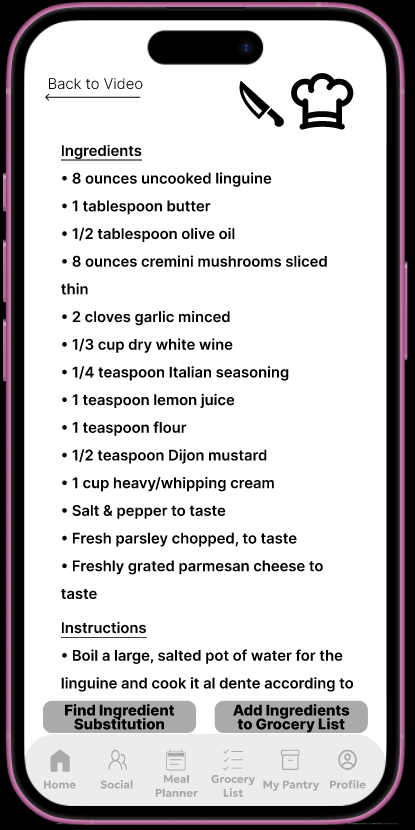 Back to Video
Ingredients
• 8 ounces uncooked linguine
• 1 tablespoon butter
• 1/2 tablespoon olive oil
• 8 ounces cremini mushrooms sliced
thin
• 2 cloves garlic minced
• 1/3 cup dry white wine
• 1/4 teaspoon Italian seasoning
• 1 teaspoon lemon juice
• 1 teaspoon flour
• 1/2 teaspoon Dijon mustard
• 1 cup heavy/whipping cream
• Salt & pepper to taste
• Fresh parsley chopped, to taste
• Freshly grated parmesan cheese to
taste
Instructions
• Boil a large, salted pot of water for the
linguine and cook it al dente according to
Find Ingredient
Substitution
Add Ingredients
to Grocery List
Home
Social
Meal
Planner
Grocery
List
My Pantry
Profile